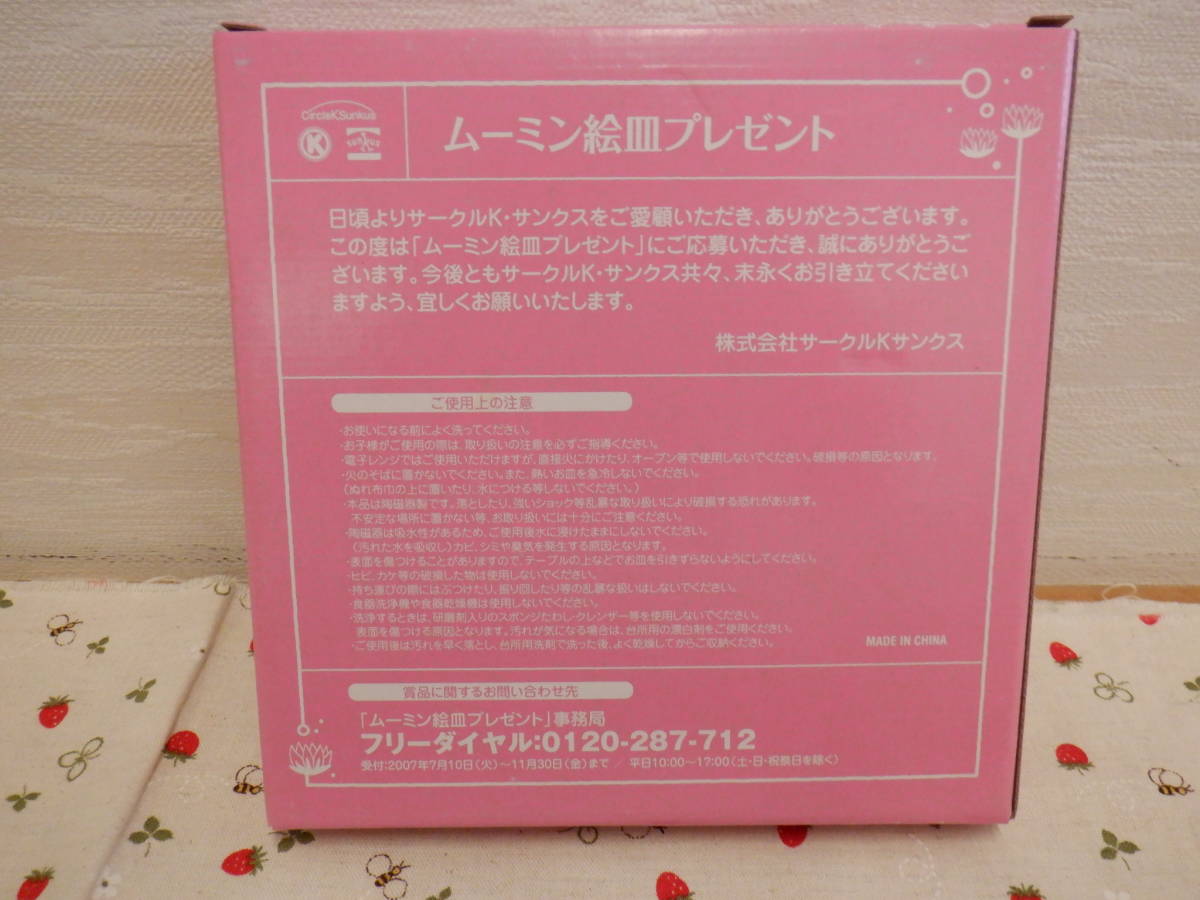 CircleKSunkus
K
sunkus
ムーミン絵皿プレゼント
日頃よりサークルK・サンクスをご愛顧いただき、ありがとうございます。
この度は「ムーミン絵皿プレゼント」にご応募いただき、誠にありがとうご
ざいます。今後ともサークルK・サンクス共々、末永くお引き立てください
ますよう、宜しくお願いいたします。
株式会社サークルKサンクス
ご使用上の注意
・お使いになる前によく洗ってください。
・お子様がご使用の際は、取り扱いの注意を必ずご指導ください。
・電子レンジではご使用いただけますが、直接火にかけたり、オーブン等で使用しないでください。破損等の原因となります。
・火のそばに置かないでください。また、熱いお皿を急冷しないでください。
（ぬれ布巾の上に置いたり、水につける等しないでください。）
・本品は陶磁器製です。落としたり、強いショック等乱暴な取り扱いにより破損する恐れがあります。
不安定な場所に置かない等、お取り扱いには十分にご注意ください。
・陶磁器は吸水性があるため、ご使用後水に浸けたままにしないでください。
（汚れた水を吸収し）カビ、シミや臭気を発生する原因となります。
・表面を傷つけることがありますので、テーブルの上などでお皿を引きずらないようにしてください。
・ヒビ、カケ等の破損した物は使用しないでください。
・持ち運びの際にはぶつけたり、振り回したり等の乱暴な扱いはしないでください。
・食器洗浄機や食器乾燥機は使用しないでください。
・洗浄するときは、研磨剤入りのスポンジたわし・クレンザー等を使用しないでください。
表面を傷つける原因となります。汚れが気になる場合は、台所用の漂白剤をご使用ください。
・ご使用後は汚れを早く落とし、台所用洗剤で洗った後、よく乾燥してからご収納ください。
MADE IN CHINA
賞品に関するお問い合わせ先
「ムーミン絵皿プレゼント」事務局
フリーダイヤル:0120-287-712
受付:2007年7月10日(火)〜11月30日(金)まで / 平日10:00〜17:00(土・日・祝祭日を除く)